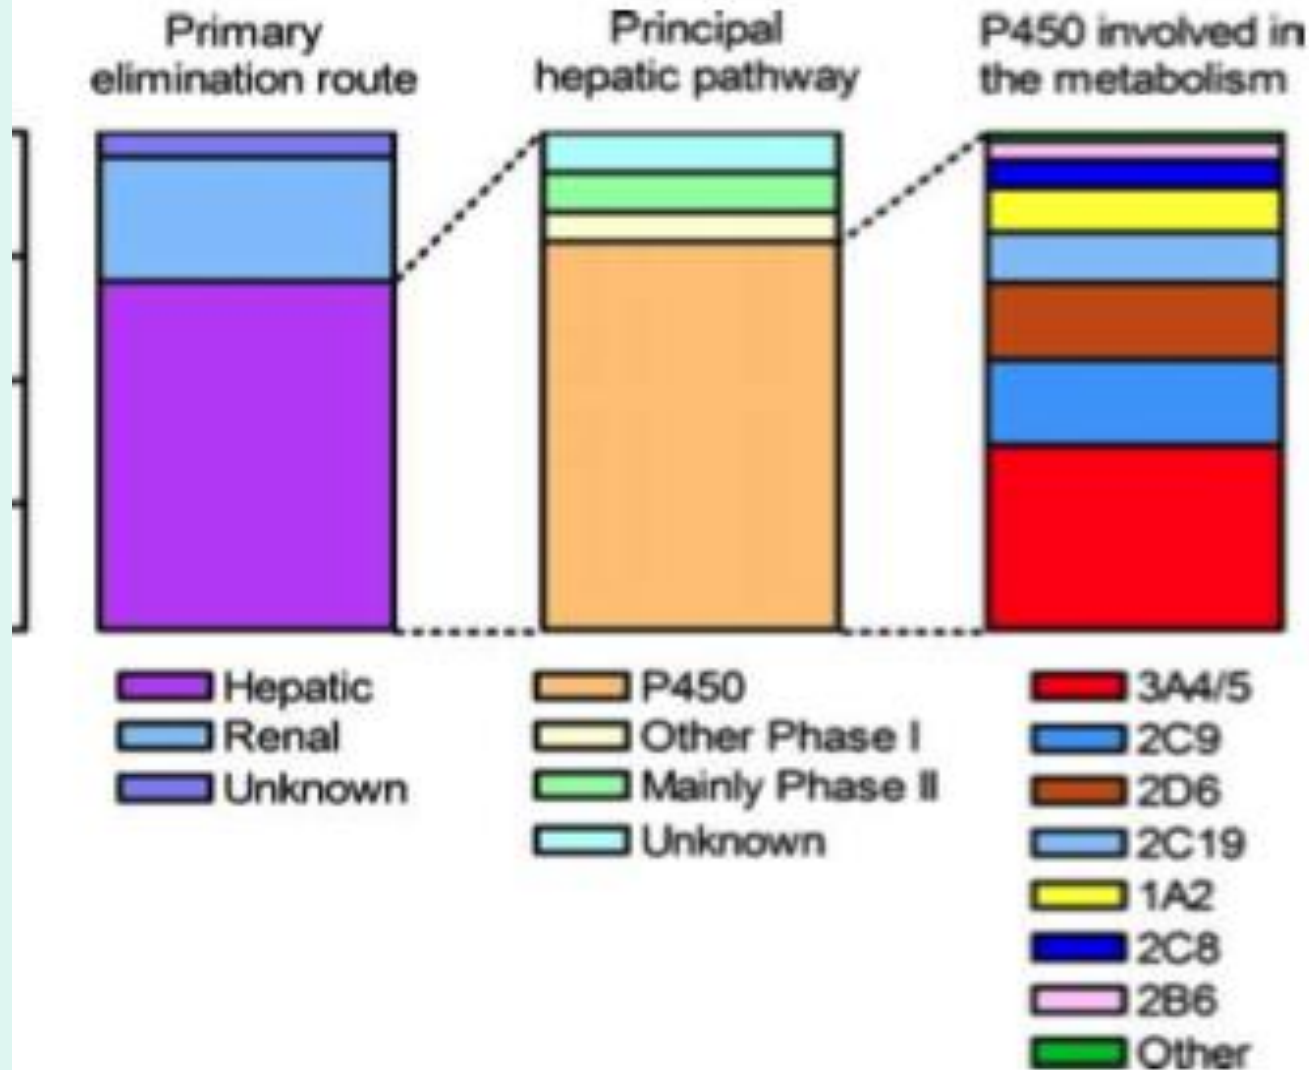 Primary
elimination route
Principal
hepatic pathway
P450 involved in
the metabolism
Hepatic
Renal
Unknown
P450
Other Phase I
Mainly Phase II
Unknown
3A4/5
2C9
2D6
2C19
1A2
2C8
2B6
Other